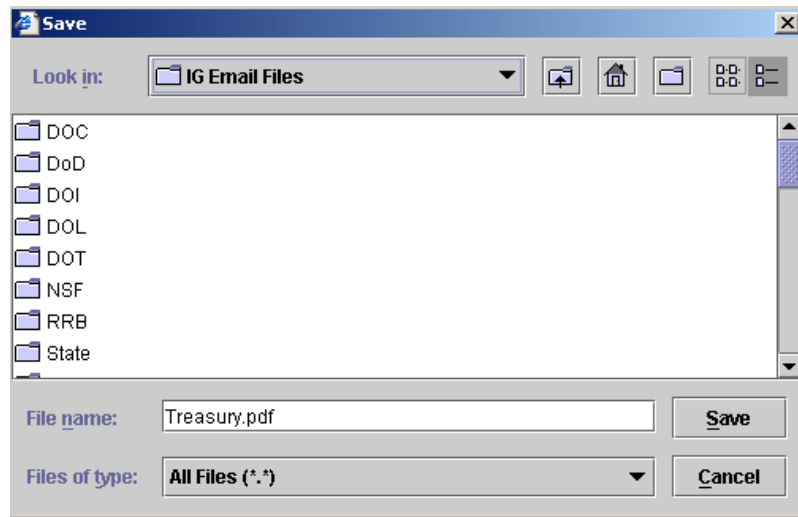 Save
Look in: IG Email Files
DOC
DoD
DOI
DOL
DOT
NSF
RRB
State
File name: Treasury.pdf Save
Files of type: All Files (*.*) Cancel